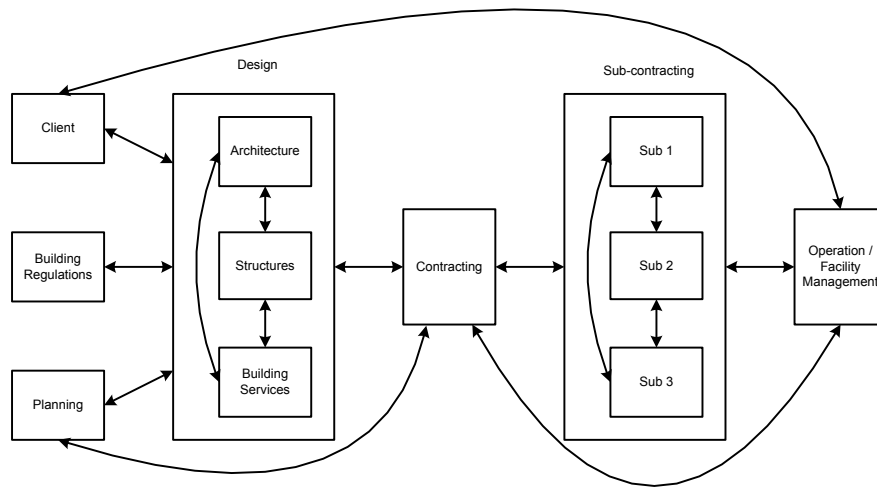 Design
Sub-contracting
Client
Architecture
Sub 1
Building
Regulations
Structures
Contracting
Sub 2
Operation /
Facility
Management
Planning
Building
Services
Sub 3